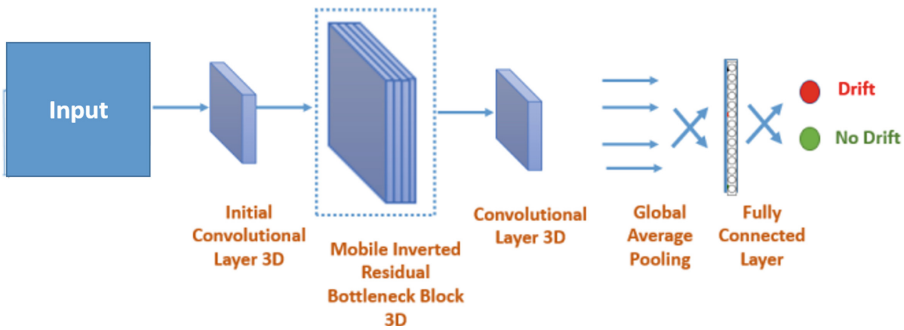 Input
Drift
No Drift
Initial
Convolutional
Layer 3D
Mobile Inverted
Residual
Bottleneck Block
3D
Convolutional
Layer 3D
Global
Average
Pooling
Fully
Connected
Layer